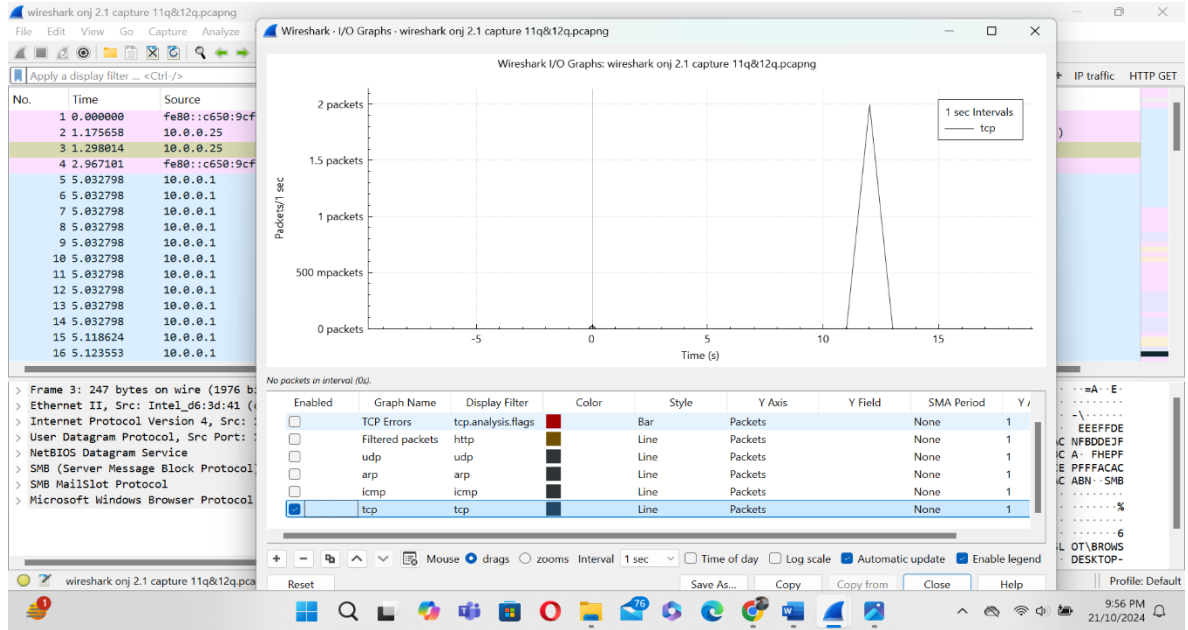 wireshark onj 2.1 capture 11q&12q.pcapng
File Edit View Go Capture Analyze
Apply a display filter ... <Ctrl-/>
IP traffic HTTP GET
No. Time Source
1 0.000000 fe80::c650:9cf
2 1.175658 10.0.0.25
3 1.298014 10.0.0.25
4 2.967101 fe80::c650:9cf
5 5.032798 10.0.0.1
6 5.032798 10.0.0.1
7 5.032798 10.0.0.1
8 5.032798 10.0.0.1
9 5.032798 10.0.0.1
10 5.032798 10.0.0.1
11 5.032798 10.0.0.1
12 5.032798 10.0.0.1
13 5.032798 10.0.0.1
14 5.032798 10.0.0.1
15 5.118624 10.0.0.1
16 5.123553 10.0.0.1
Frame 3: 247 bytes on wire (1976 b
Ethernet II, Src: Intel_d6:3d:41 (
Internet Protocol Version 4, Src:
User Datagram Protocol, Src Port:
NetBIOS Datagram Service
SMB (Server Message Block Protocol
SMB MailSlot Protocol
Microsoft Windows Browser Protocol
Wireshark · I/O Graphs · wireshark onj 2.1 capture 11q&12q.pcapng
Wireshark I/O Graphs: wireshark onj 2.1 capture 11q&12q.pcapng
2 packets
1.5 packets
1 packets
500 mpackets
0 packets
Packets/1 sec
1 sec Intervals
tcp
-5 0 5 10 15
Time (s)
No packets in interval (0s).
Enabled Graph Name Display Filter Color Style Y Axis Y Field SMA Period Y
TCP Errors tcp.analysis.flags Bar Packets None 1
Filtered packets http Line Packets None 1
udp udp Line Packets None 1
arp arp Line Packets None 1
icmp icmp Line Packets None 1
tcp tcp Line Packets None 1
Mouse drags zooms Interval 1 sec Time of day Log scale Automatic update Enable legend
Reset Save As... Copy Copy from Close Help
··=A··E·
·-\······
EEEFFDE
NFBDDEJF
A· FHEPF
PFFFACAC
ABN··SMB
·······%
·······6
OT\BROWS
DESKTOP-
wireshark onj 2.1 capture 11q&12q.pca
Profile: Default
1
76
9:56 PM
21/10/2024